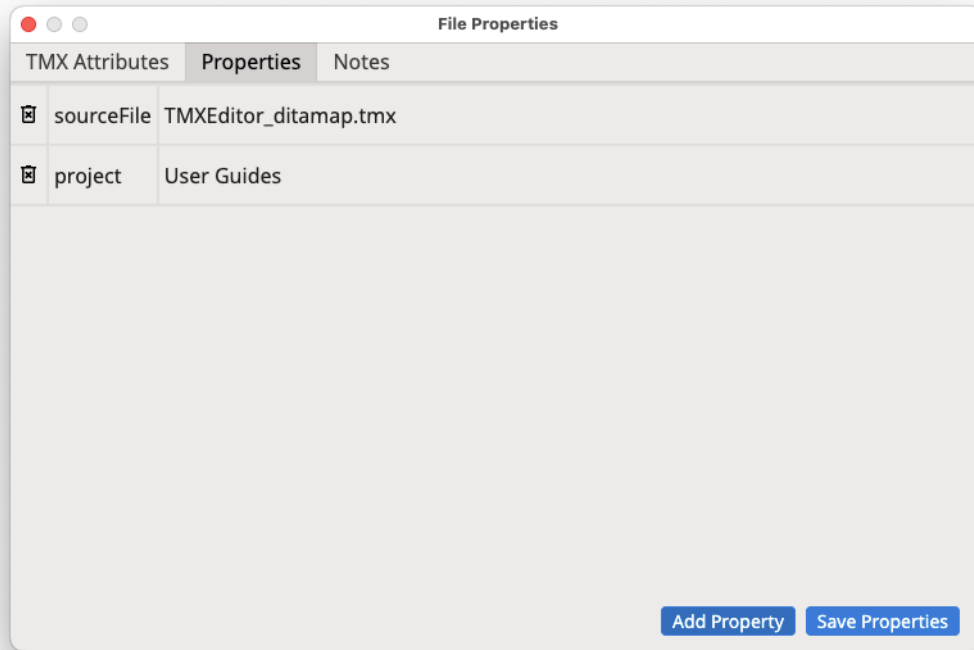 File Properties
TMX Attributes Properties Notes
sourceFile TMXEditor_ditamap.tmx
project User Guides
Add Property Save Properties